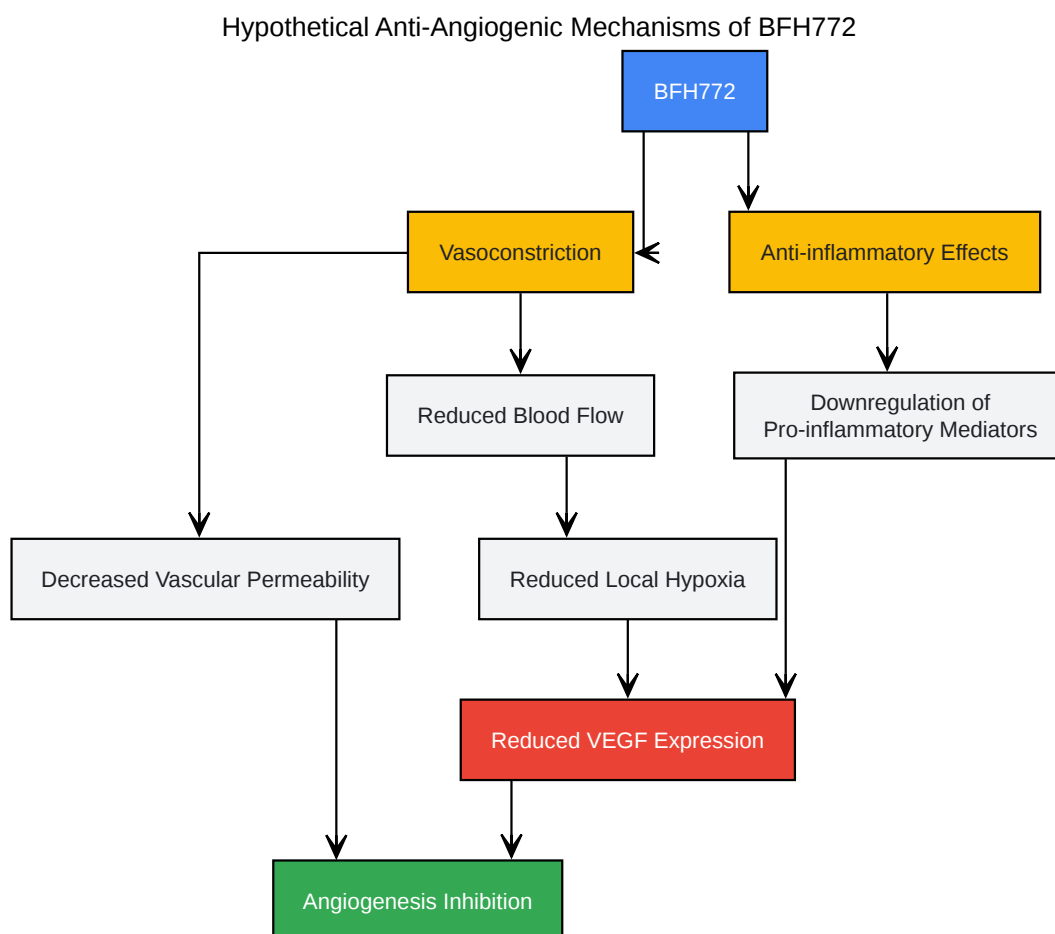 Hypothetical Anti-Angiogenic Mechanisms of BFH772
BFH772
Vasoconstriction
Anti-inflammatory Effects
Reduced Blood Flow
Downregulation of
Pro-inflammatory Mediators
Decreased Vascular Permeability
Reduced Local Hypoxia
Reduced VEGF Expression
Angiogenesis Inhibition